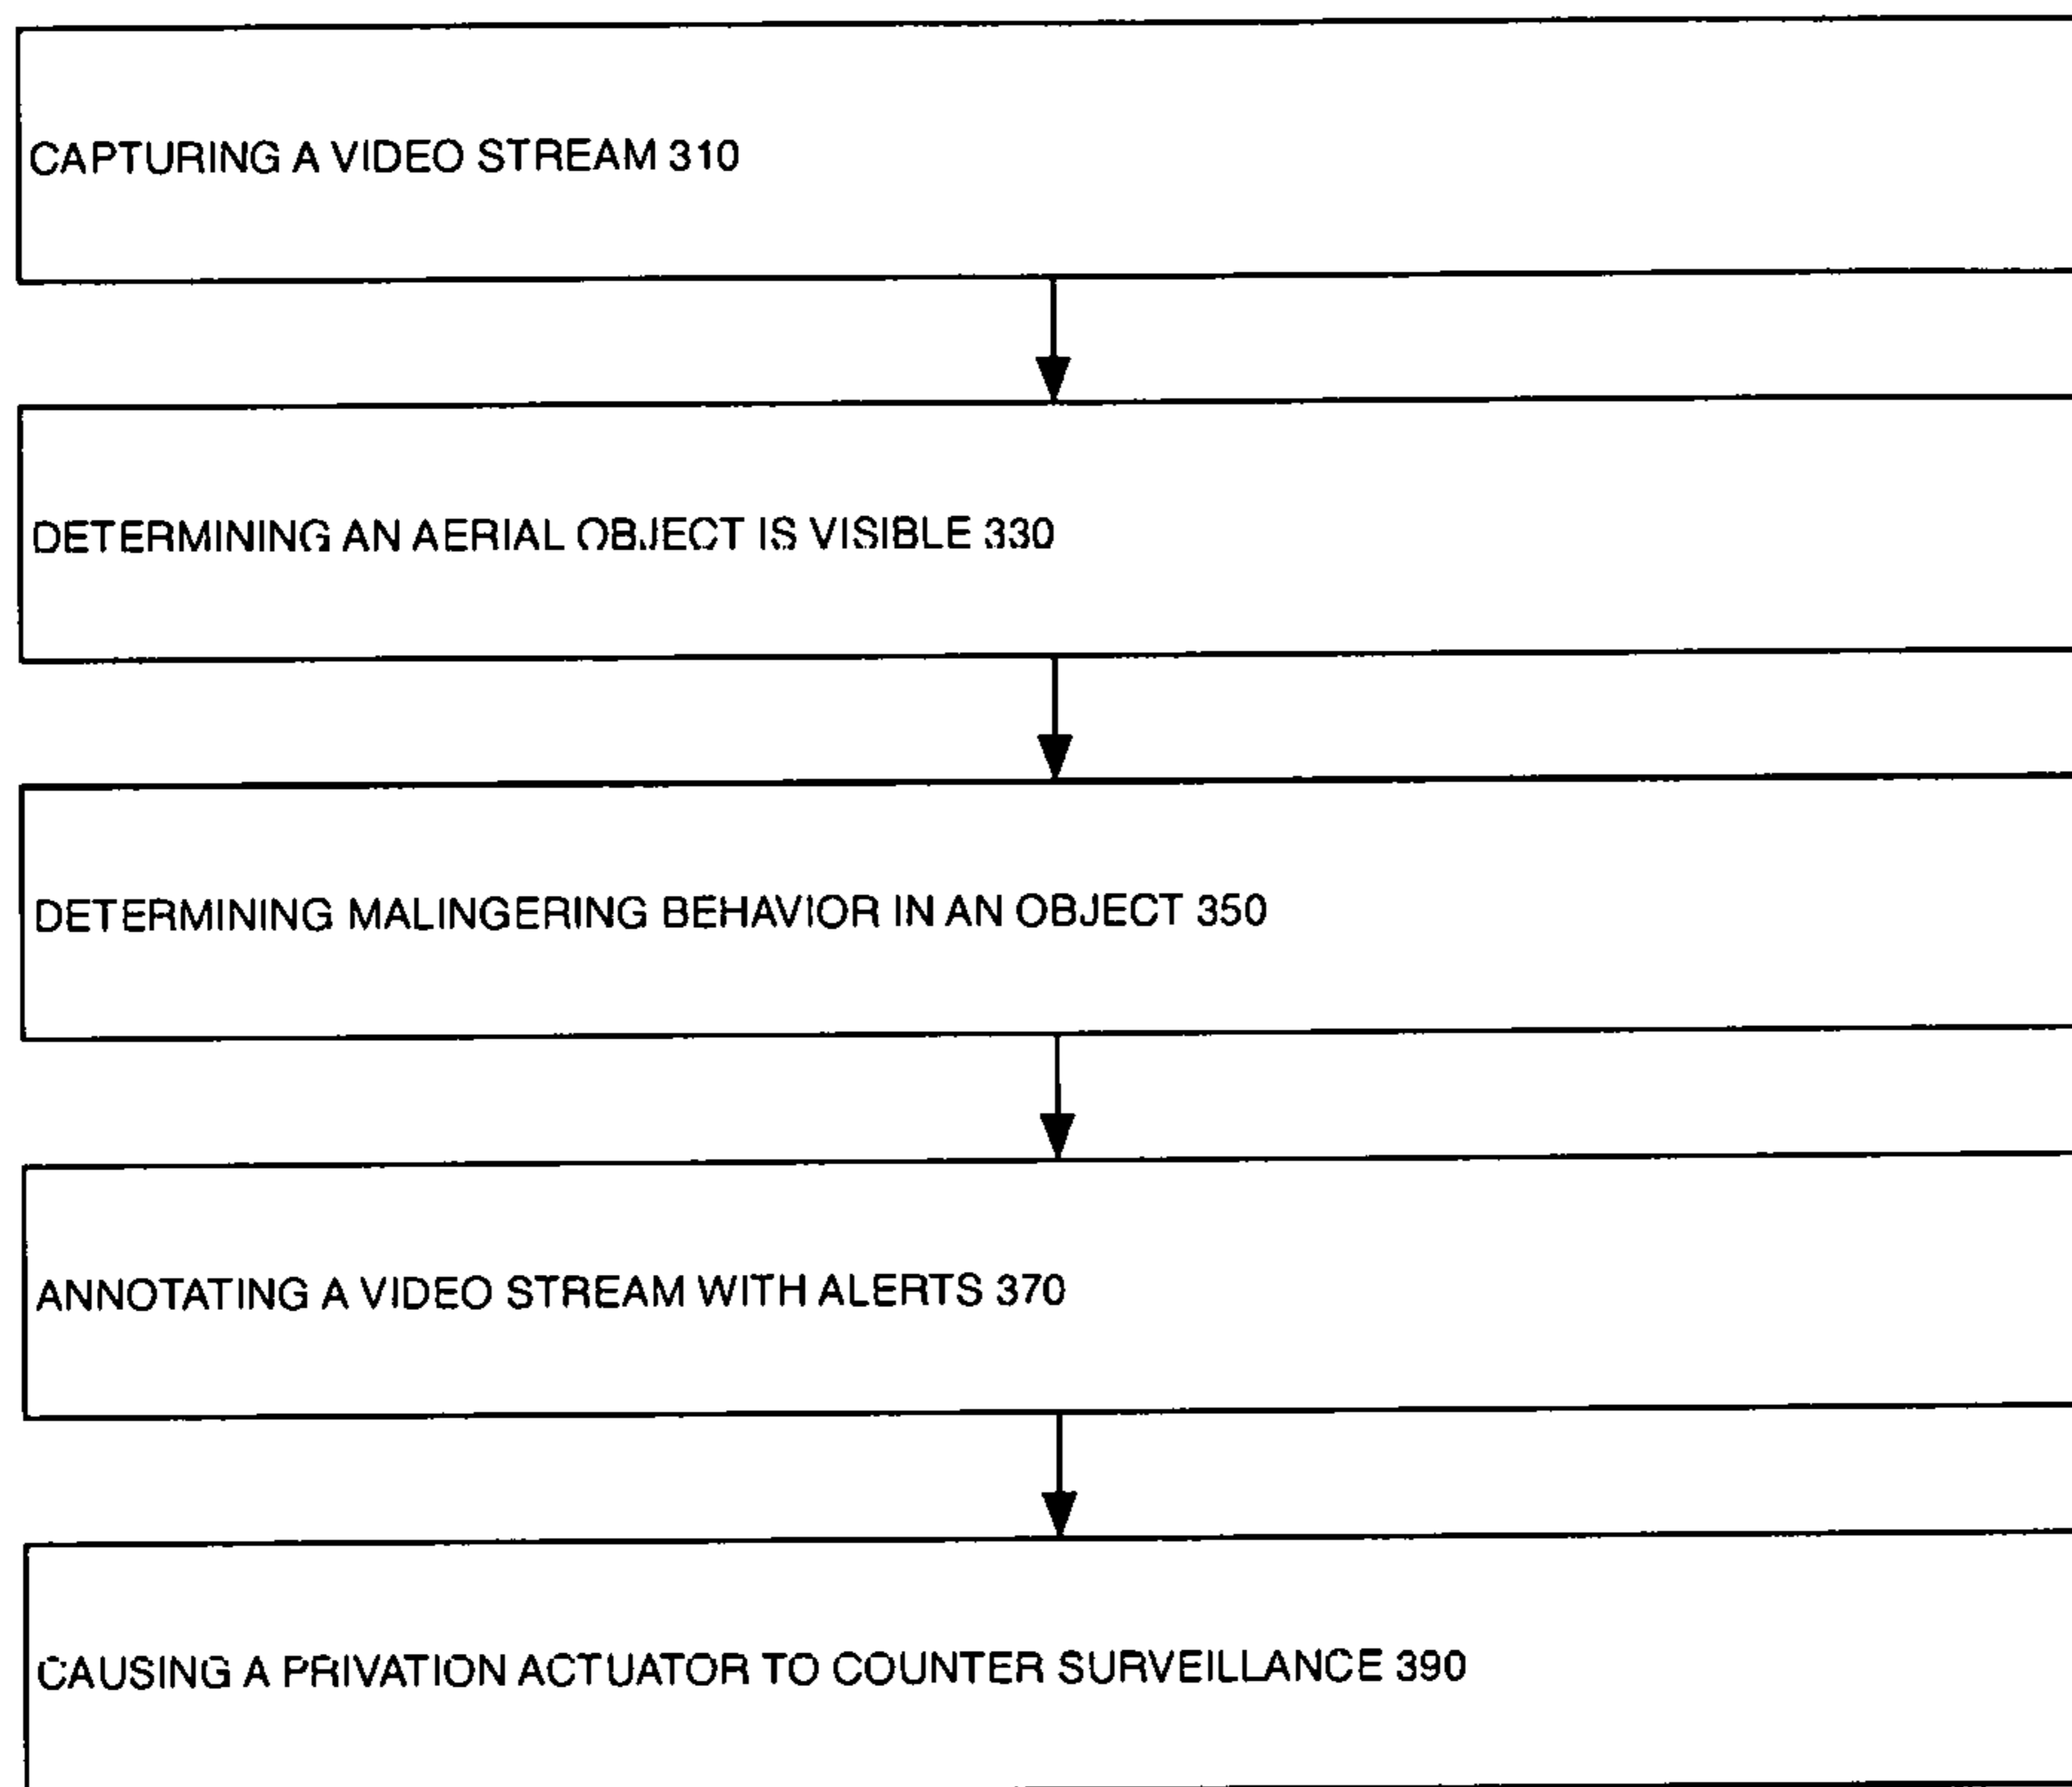 CAPTURING A VIDEO STREAM 310
DETERMINING AN AERIAL OBJECT IS VISIBLE 330
DETERMINING MALINGERING BEHAVIOR IN AN OBJECT 350
ANNOTATING A VIDEO STREAM WITH ALERTS 370
CAUSING A PRIVATION ACTUATOR TO COUNTER SURVEILLANCE 390